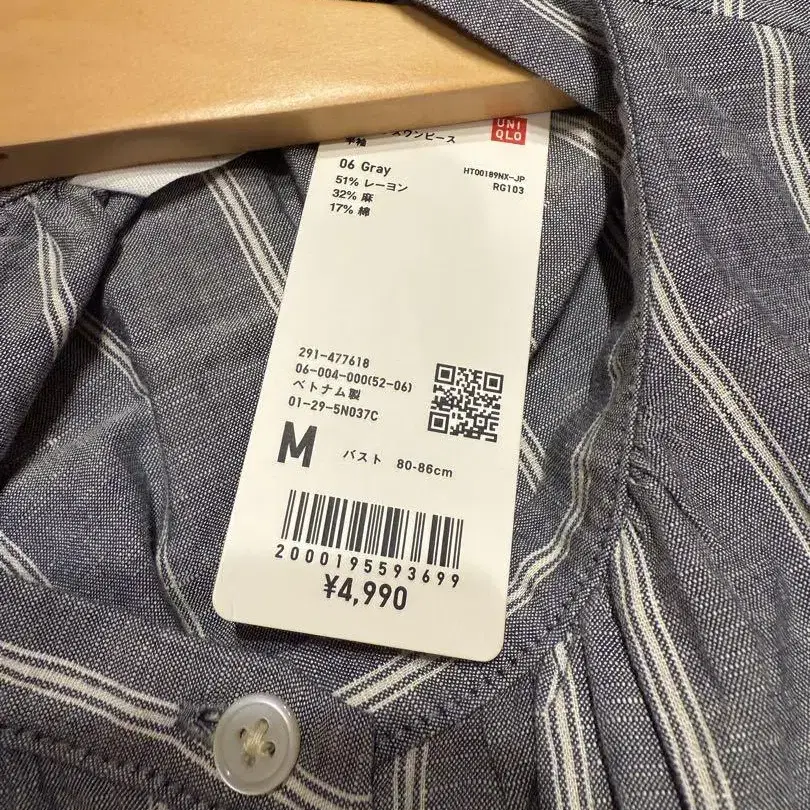 UNI
QLO
スワンピース
半袖
06 Gray
HT00189NX-JP
51% レーヨン
RG103
32% 麻
17% 綿
291-477618
06-004-000(52-06)
ベトナム製
01-29-5N037C
M バスト 80-86cm
2000195593699
¥4,990